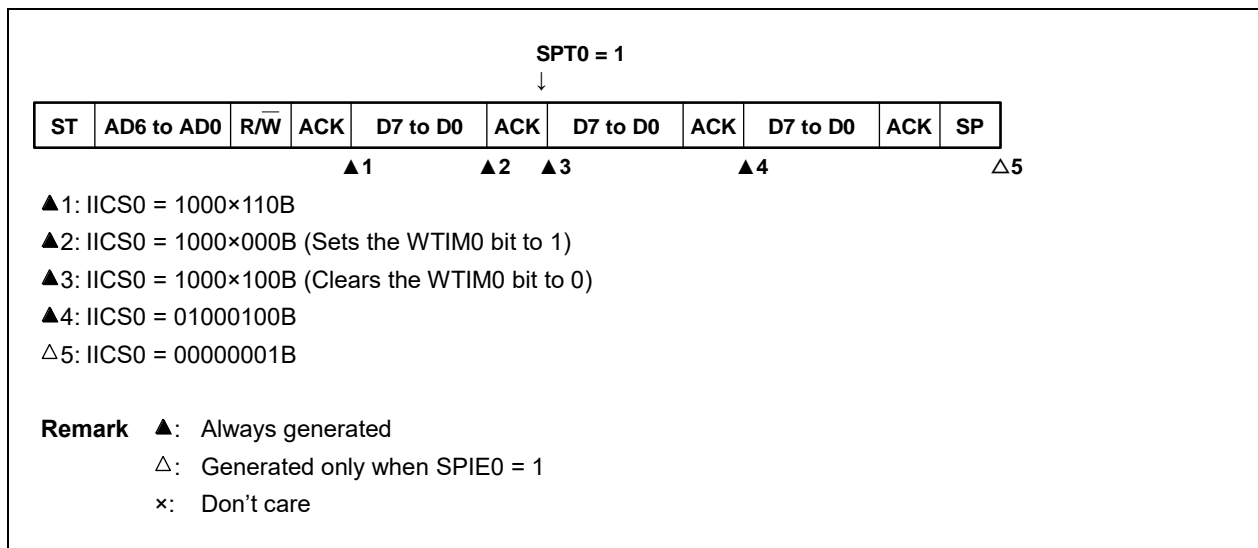 SPT0 = 1
↓
ST AD6 to AD0 R/W̅ ACK D7 to D0 ACK D7 to D0 ACK D7 to D0 ACK SP
▲1 ▲2 ▲3 ▲4 △5
▲1: IICS0 = 1000×110B
▲2: IICS0 = 1000×000B (Sets the WTIM0 bit to 1)
▲3: IICS0 = 1000×100B (Clears the WTIM0 bit to 0)
▲4: IICS0 = 01000100B
△5: IICS0 = 00000001B
Remark ▲: Always generated
△: Generated only when SPIE0 = 1
×: Don’t care